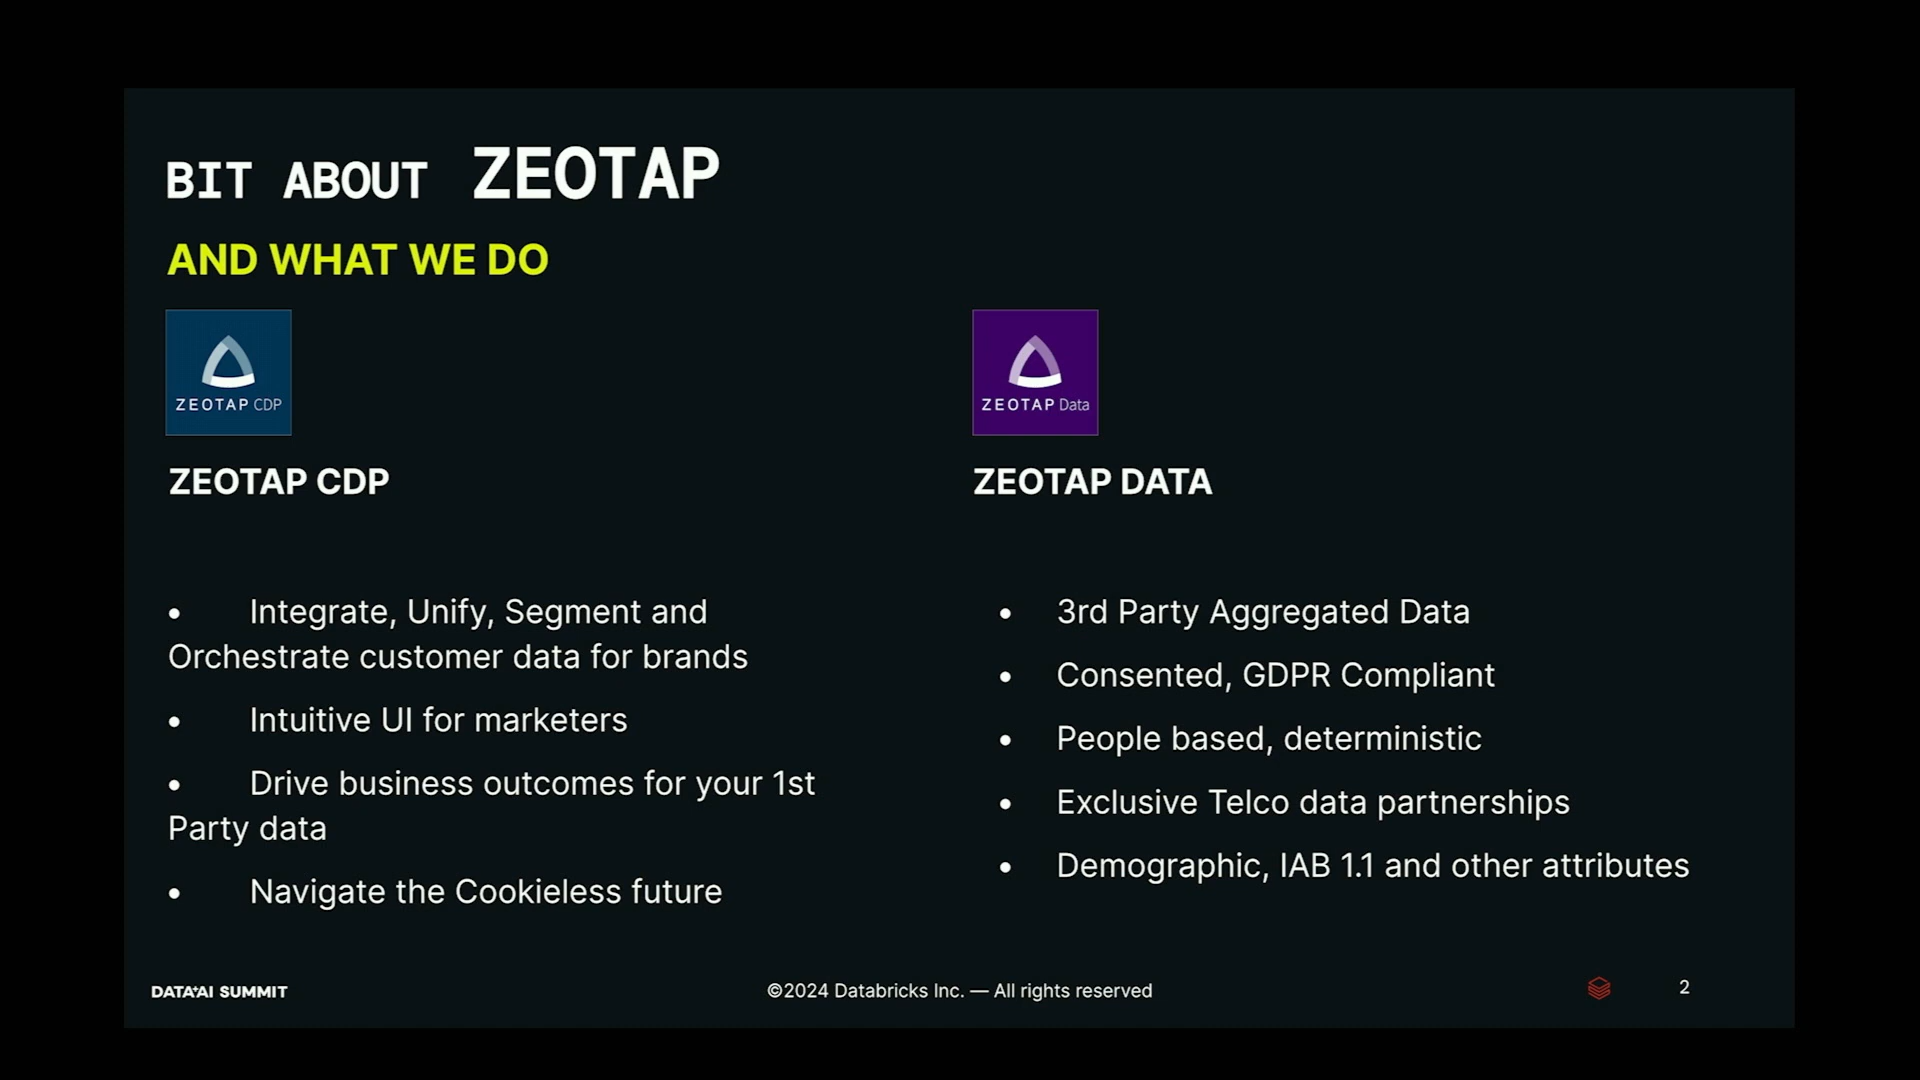 BIT ABOUT ZEOTAP
AND WHAT WE DO
ZEOTAP CDP
ZEOTAP CDP
• Integrate, Unify, Segment and
Orchestrate customer data for brands
• Intuitive UI for marketers
• Drive business outcomes for your 1st
Party data
• Navigate the Cookieless future
ZEOTAP Data
ZEOTAP DATA
• 3rd Party Aggregated Data
• Consented, GDPR Compliant
• People based, deterministic
• Exclusive Telco data partnerships
• Demographic, IAB 1.1 and other attributes
DATA+AI SUMMIT
©2024 Databricks Inc. — All rights reserved
2